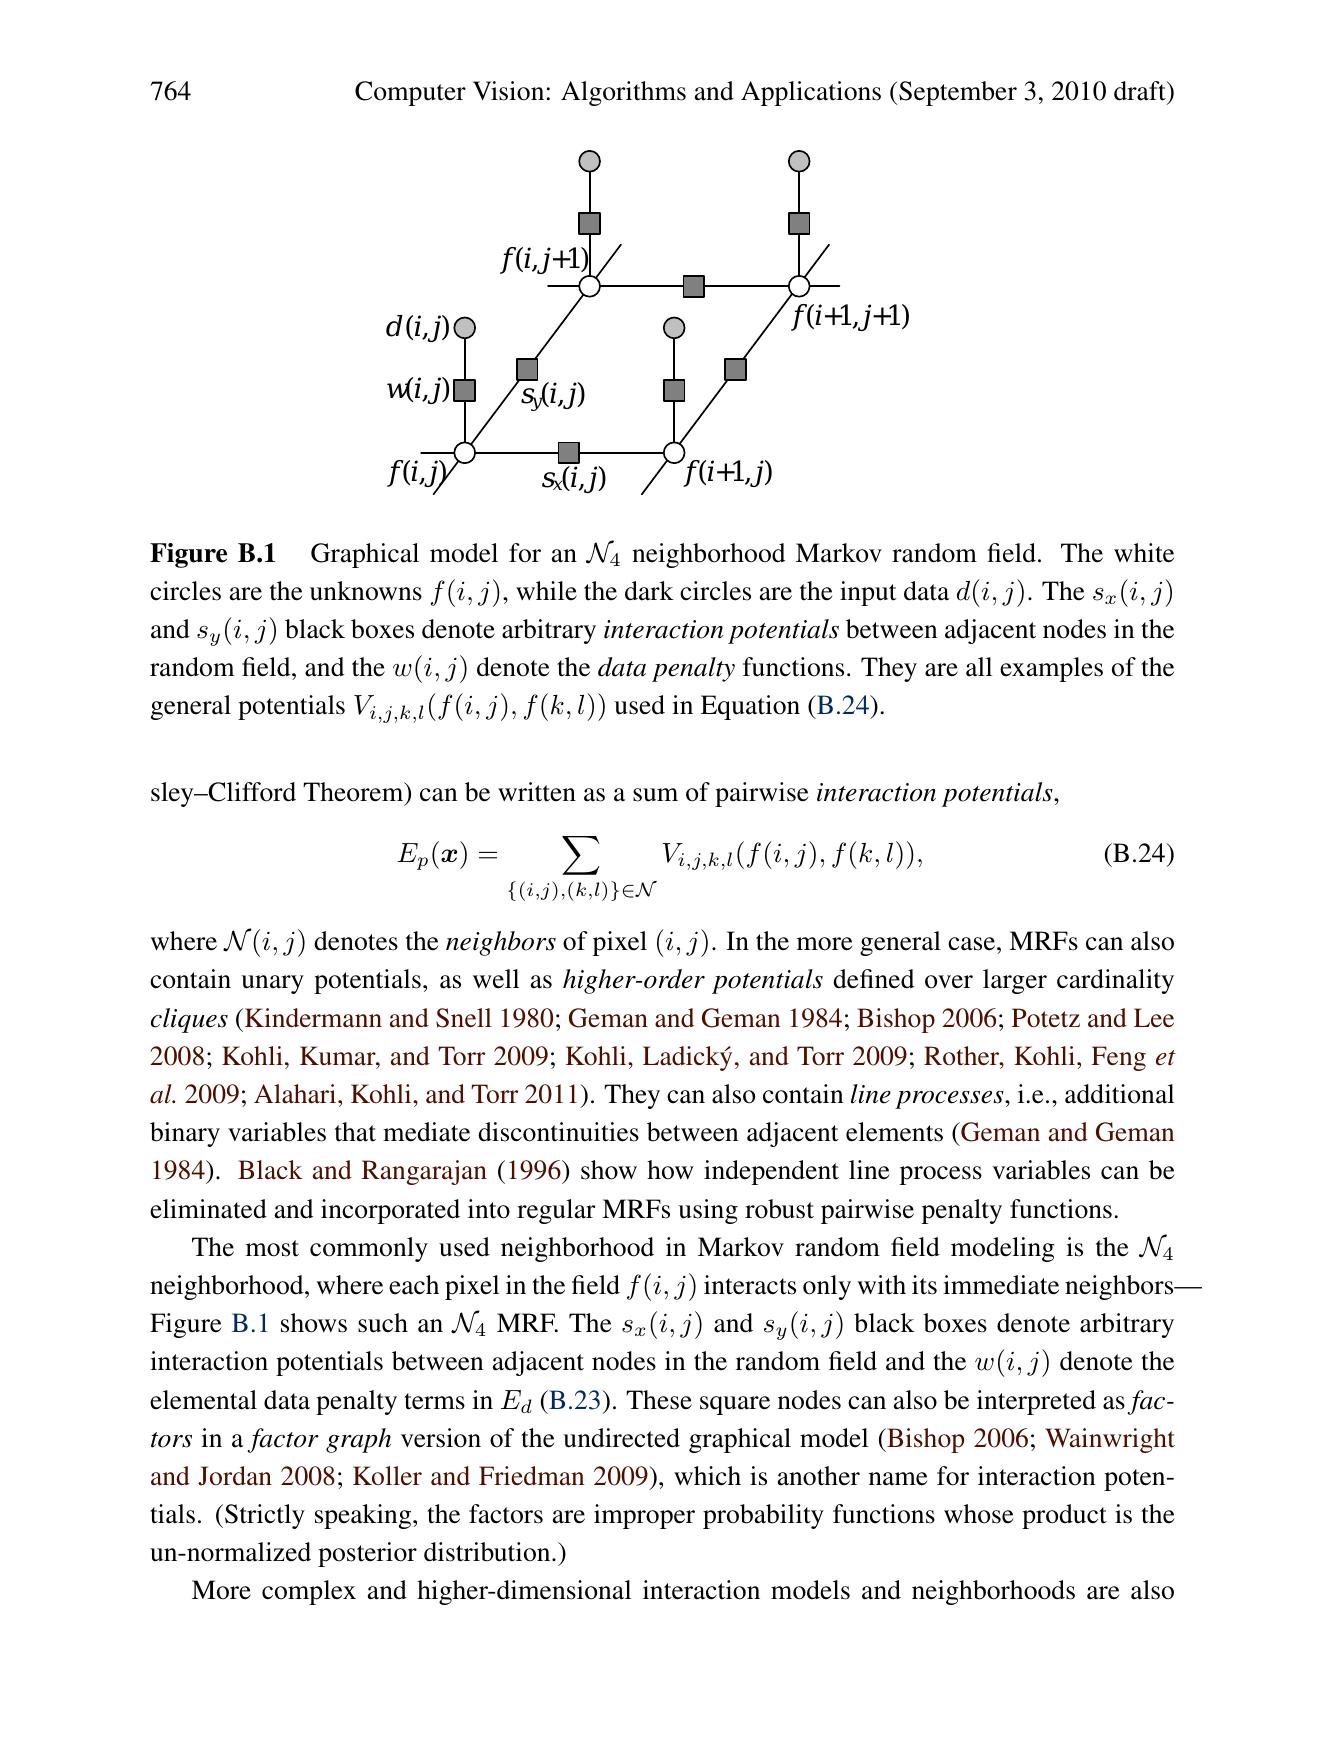 764 Computer Vision: Algorithms and Applications (September 3, 2010 draft)
f(i,j+1)
d(i,j)
f(i+1,j+1)
w(i,j)
s_y(i,j)
f(i,j)
s_x(i,j)
f(i+1,j)
Figure B.1 Graphical model for an 𝒩₄ neighborhood Markov random field. The white
circles are the unknowns f(i, j), while the dark circles are the input data d(i, j). The s_x(i, j)
and s_y(i, j) black boxes denote arbitrary interaction potentials between adjacent nodes in the
random field, and the w(i, j) denote the data penalty functions. They are all examples of the
general potentials V_{i,j,k,l}(f(i, j), f(k, l)) used in Equation (B.24).
sley–Clifford Theorem) can be written as a sum of pairwise interaction potentials,
E_p(x) = ∑_{{(i,j),(k,l)}∈𝒩} V_{i,j,k,l}(f(i, j), f(k, l)), (B.24)
where 𝒩(i, j) denotes the neighbors of pixel (i, j). In the more general case, MRFs can also
contain unary potentials, as well as higher-order potentials defined over larger cardinality
cliques (Kindermann and Snell 1980; Geman and Geman 1984; Bishop 2006; Potetz and Lee
2008; Kohli, Kumar, and Torr 2009; Kohli, Ladický, and Torr 2009; Rother, Kohli, Feng et
al. 2009; Alahari, Kohli, and Torr 2011). They can also contain line processes, i.e., additional
binary variables that mediate discontinuities between adjacent elements (Geman and Geman
1984). Black and Rangarajan (1996) show how independent line process variables can be
eliminated and incorporated into regular MRFs using robust pairwise penalty functions.
The most commonly used neighborhood in Markov random field modeling is the 𝒩₄
neighborhood, where each pixel in the field f(i, j) interacts only with its immediate neighbors—
Figure B.1 shows such an 𝒩₄ MRF. The s_x(i, j) and s_y(i, j) black boxes denote arbitrary
interaction potentials between adjacent nodes in the random field and the w(i, j) denote the
elemental data penalty terms in E_d (B.23). These square nodes can also be interpreted as fac-
tors in a factor graph version of the undirected graphical model (Bishop 2006; Wainwright
and Jordan 2008; Koller and Friedman 2009), which is another name for interaction poten-
tials. (Strictly speaking, the factors are improper probability functions whose product is the
un-normalized posterior distribution.)
More complex and higher-dimensional interaction models and neighborhoods are also